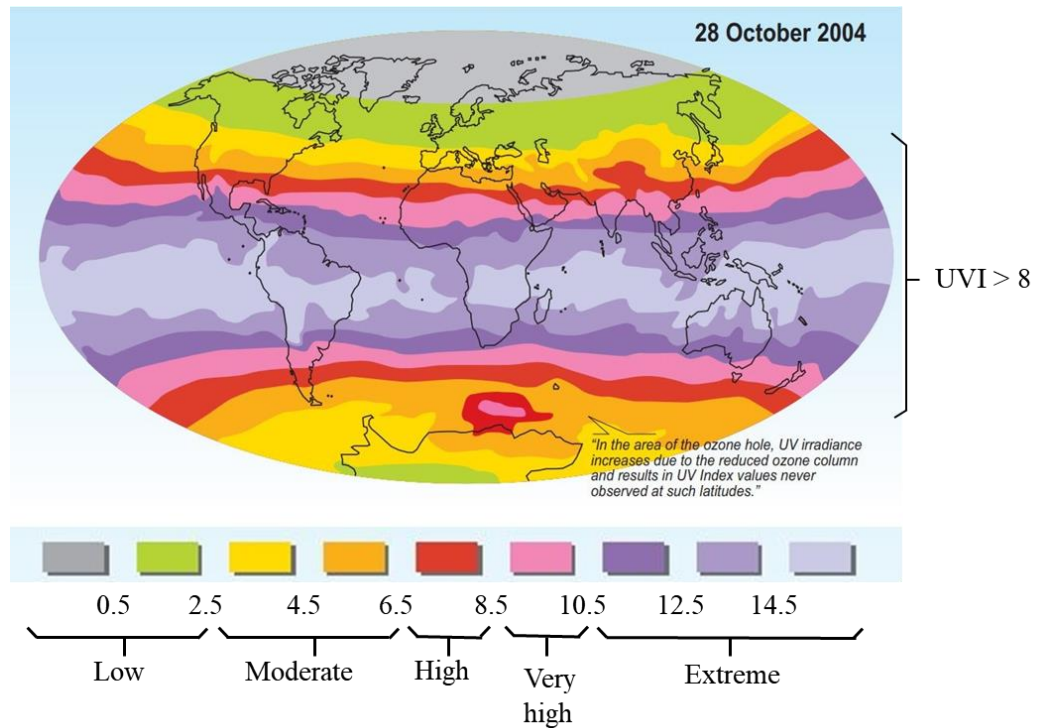 28 October 2004
UVI > 8
“In the area of the ozone hole, UV irradiance
increases due to the reduced ozone column
and results in UV Index values never
observed at such latitudes.”
0.5 2.5 4.5 6.5 8.5 10.5 12.5 14.5
Low Moderate High Very high Extreme